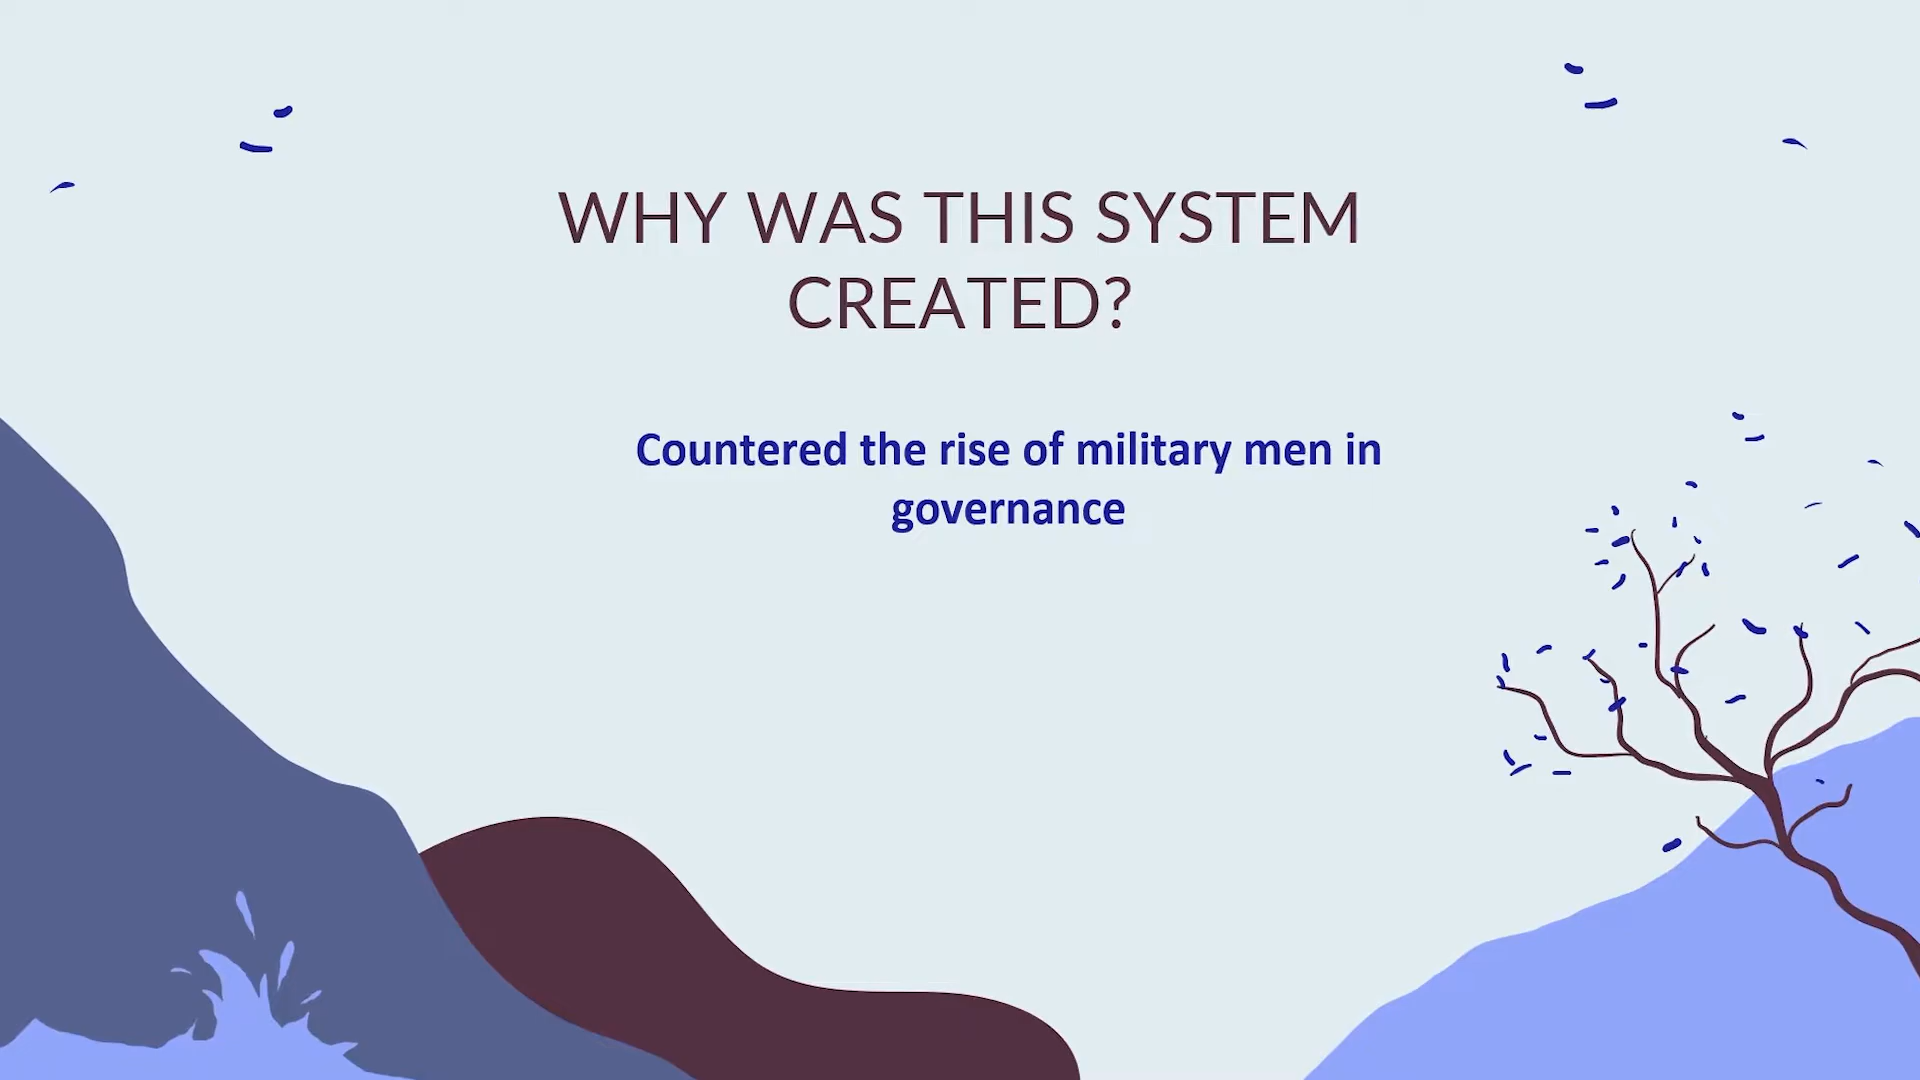 WHY WAS THIS SYSTEM
CREATED?
Countered the rise of military men in
governance